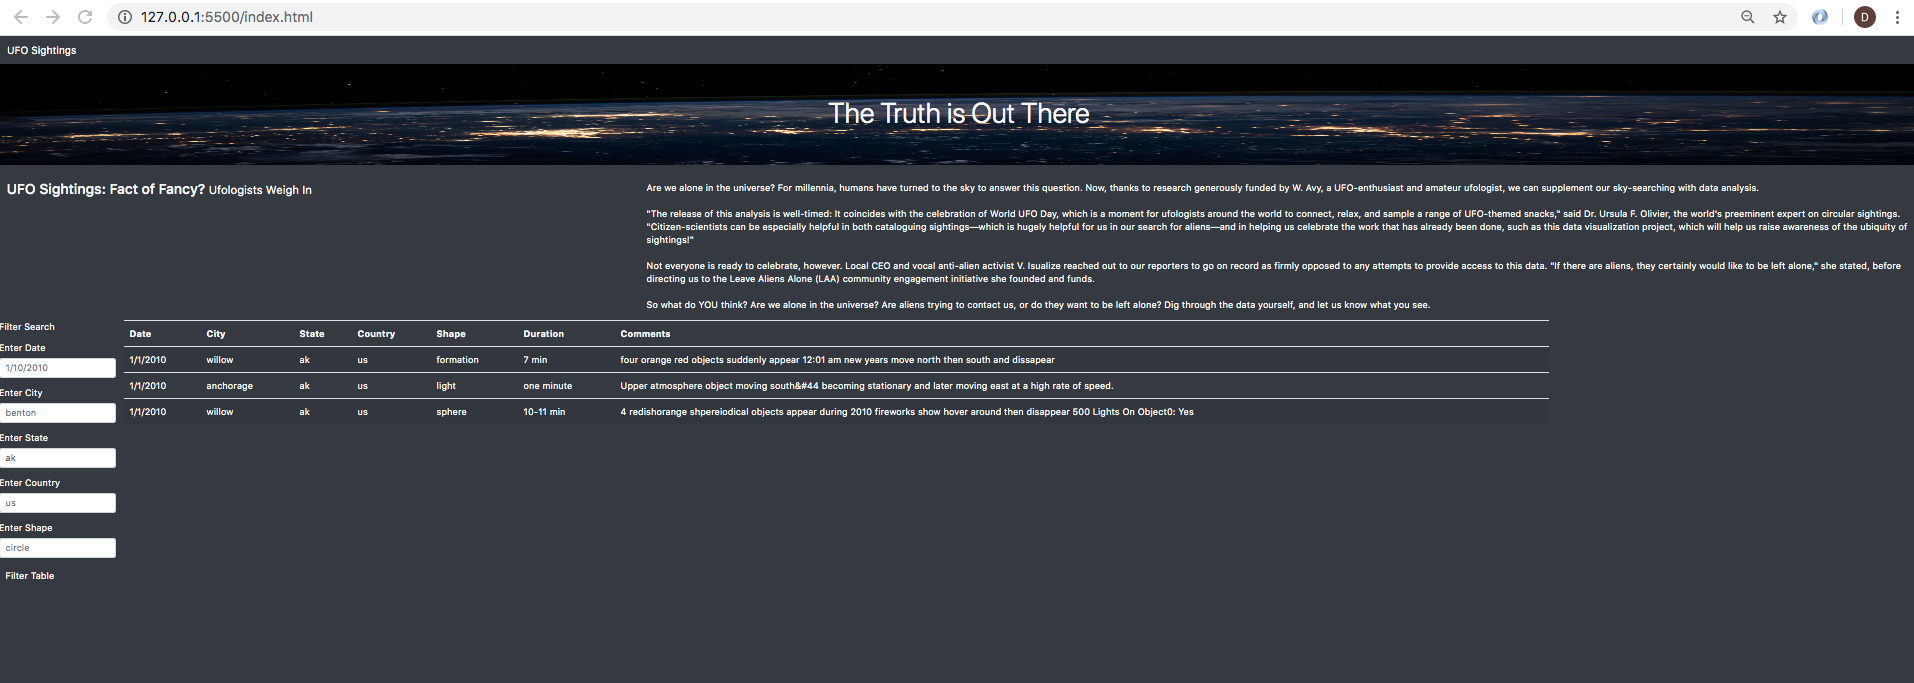 127.0.0.1:5500/index.html
D
UFO Sightings
The Truth is Out There
UFO Sightings: Fact of Fancy? Ufologists Weigh In
Are we alone in the universe? For millennia, humans have turned to the sky to answer this question. Now, thanks to research generously funded by W. Avy, a UFO-enthusiast and amateur ufologist, we can supplement our sky-searching with data analysis.
"The release of this analysis is well-timed: It coincides with the celebration of World UFO Day, which is a moment for ufologists around the world to connect, relax, and sample a range of UFO-themed snacks," said Dr. Ursula F. Olivier, the world's preeminent expert on circular sightings.
"Citizen-scientists can be especially helpful in both cataloguing sightings—which is hugely helpful for us in our search for aliens—and in helping us celebrate the work that has already been done, such as this data visualization project, which will help us raise awareness of the ubiquity of
sightings!"
Not everyone is ready to celebrate, however. Local CEO and vocal anti-alien activist V. Isualize reached out to our reporters to go on record as firmly opposed to any attempts to provide access to this data. "If there are aliens, they certainly would like to be left alone," she stated, before
directing us to the Leave Aliens Alone (LAA) community engagement initiative she founded and funds.
So what do YOU think? Are we alone in the universe? Are aliens trying to contact us, or do they want to be left alone? Dig through the data yourself, and let us know what you see.
Filter Search
Enter Date
1/10/2010
Enter City
benton
Enter State
ak
Enter Country
us
Enter Shape
circle
Filter Table
Date City State Country Shape Duration Comments
1/1/2010 willow ak us formation 7 min four orange red objects suddenly appear 12:01 am new years move north then south and dissapear
1/1/2010 anchorage ak us light one minute Upper atmosphere object moving south&#44 becoming stationary and later moving east at a high rate of speed.
1/1/2010 willow ak us sphere 10-11 min 4 redishorange shpereiodical objects appear during 2010 fireworks show hover around then disappear 500 Lights On Object0: Yes